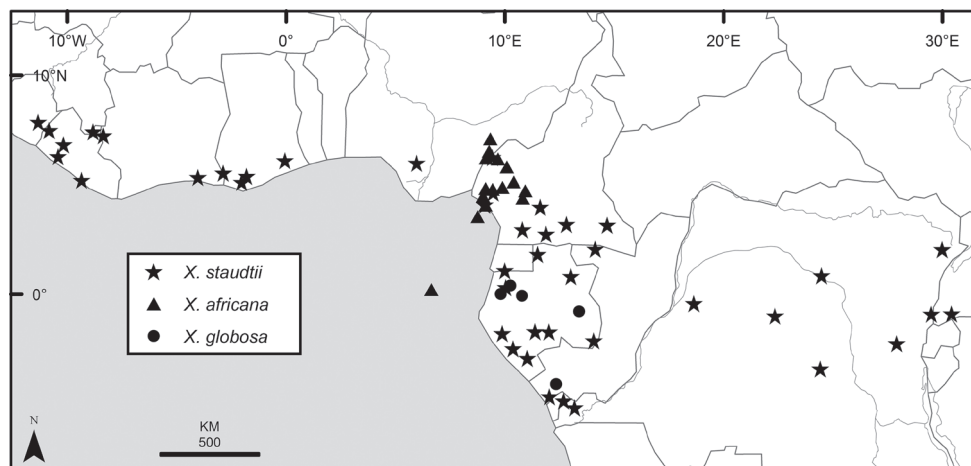 10°W 0° 10°E 20°E 30°E
10°N
X. staudtii
X. africana
0°
X. globosa
N
KM
500